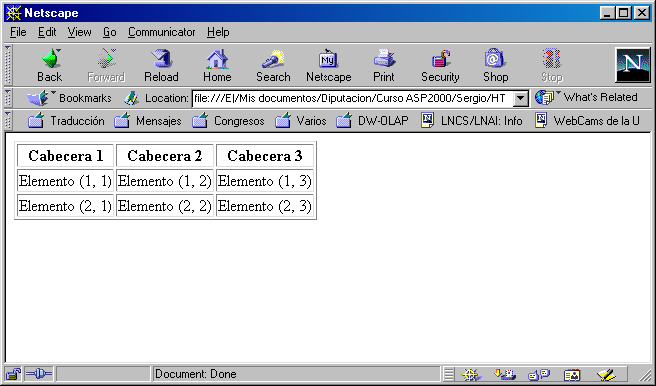 Netscape
File Edit View Go Communicator Help
My
N
Back Forward Reload Home Search Netscape Print Security Shop Stop
Bookmarks Location: file:///E|/Mis documentos/Diputacion/Curso ASP2000/Sergio/HT What's Related
Traducción Mensajes Congresos Varios DW-OLAP LNCS/LNAI: Info WebCams de la U
Cabecera 1 Cabecera 2 Cabecera 3
Elemento (1, 1) Elemento (1, 2) Elemento (1, 3)
Elemento (2, 1) Elemento (2, 2) Elemento (2, 3)
Document: Done